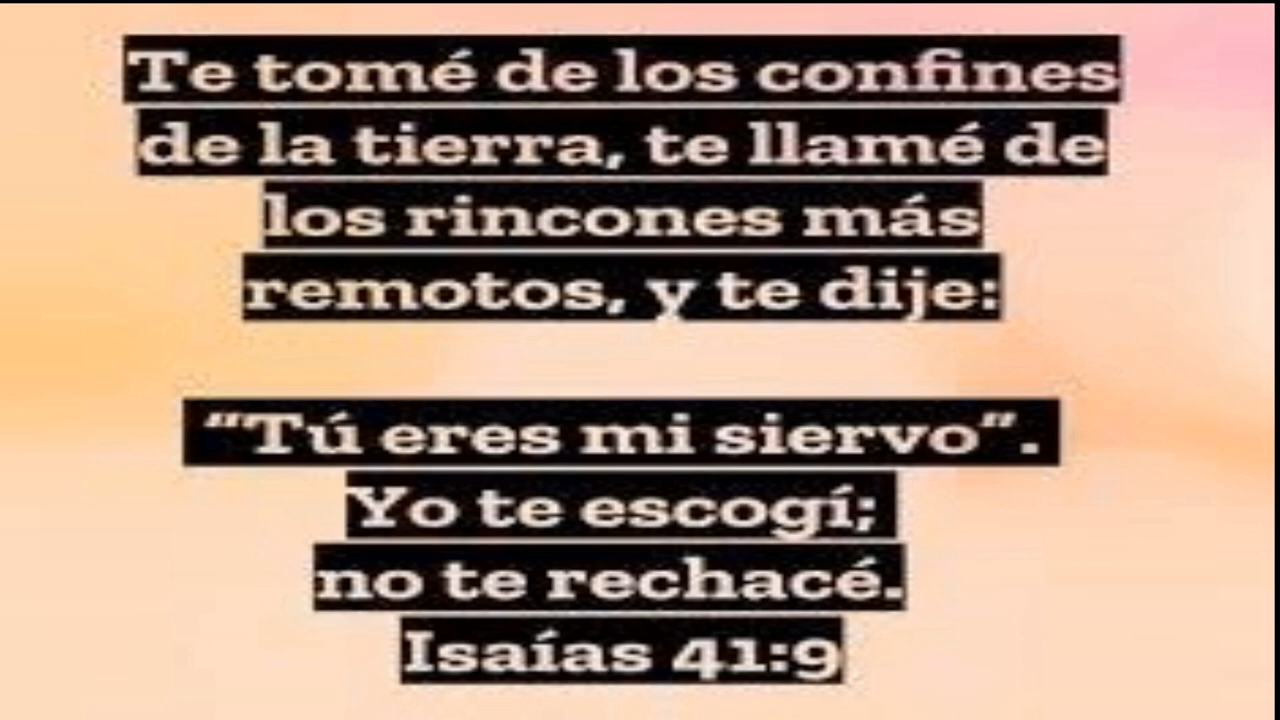 Te tomé de los confines
de la tierra, te llamé de
los rincones más
remotos, y te dije:
“Tú eres mi siervo”.
Yo te escogí;
no te rechacé.
Isaías 41:9